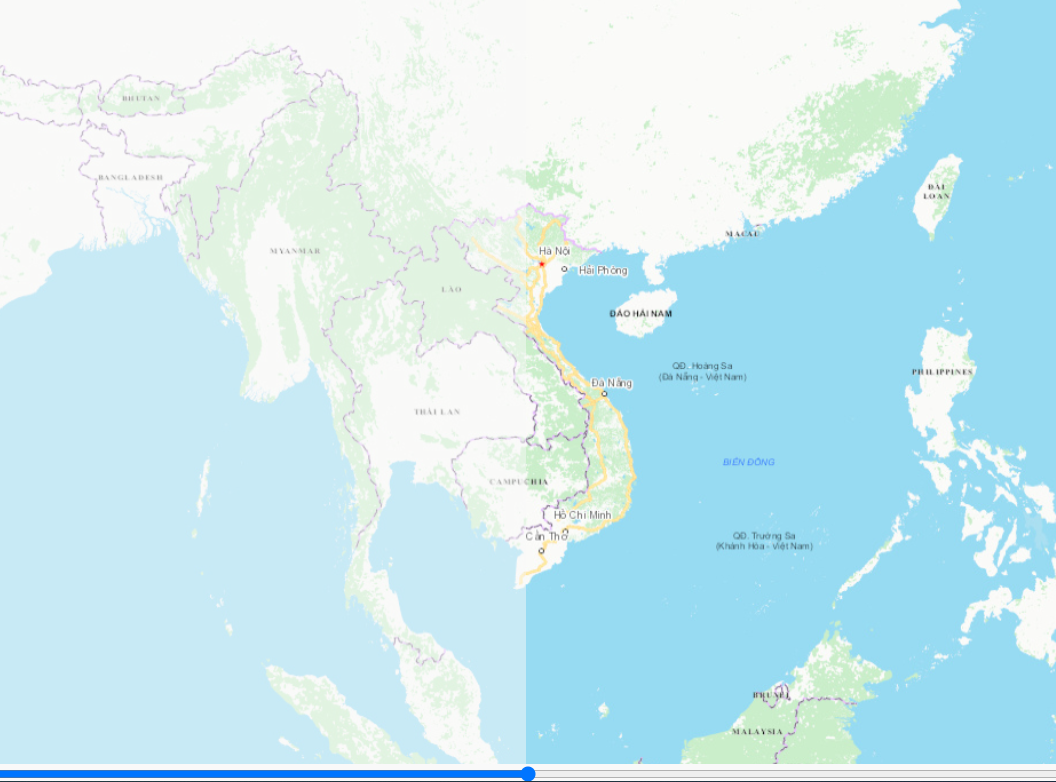 BHUTAN
BANGLADESH
ĐÀI
LOAN
MACAU
MYANMAR
Hà Nội
Hải Phòng
LÀO
ĐẢO HẢI NAM
QĐ. Hoàng Sa
(Đà Nẵng - Việt Nam)
PHILIPPINES
Đà Nẵng
THÁI LAN
BIỂN ĐÔNG
CAMPUCHIA
Hồ Chí Minh
Cần Thơ
QĐ. Trường Sa
(Khánh Hòa - Việt Nam)
BRUNEI
MALAYSIA